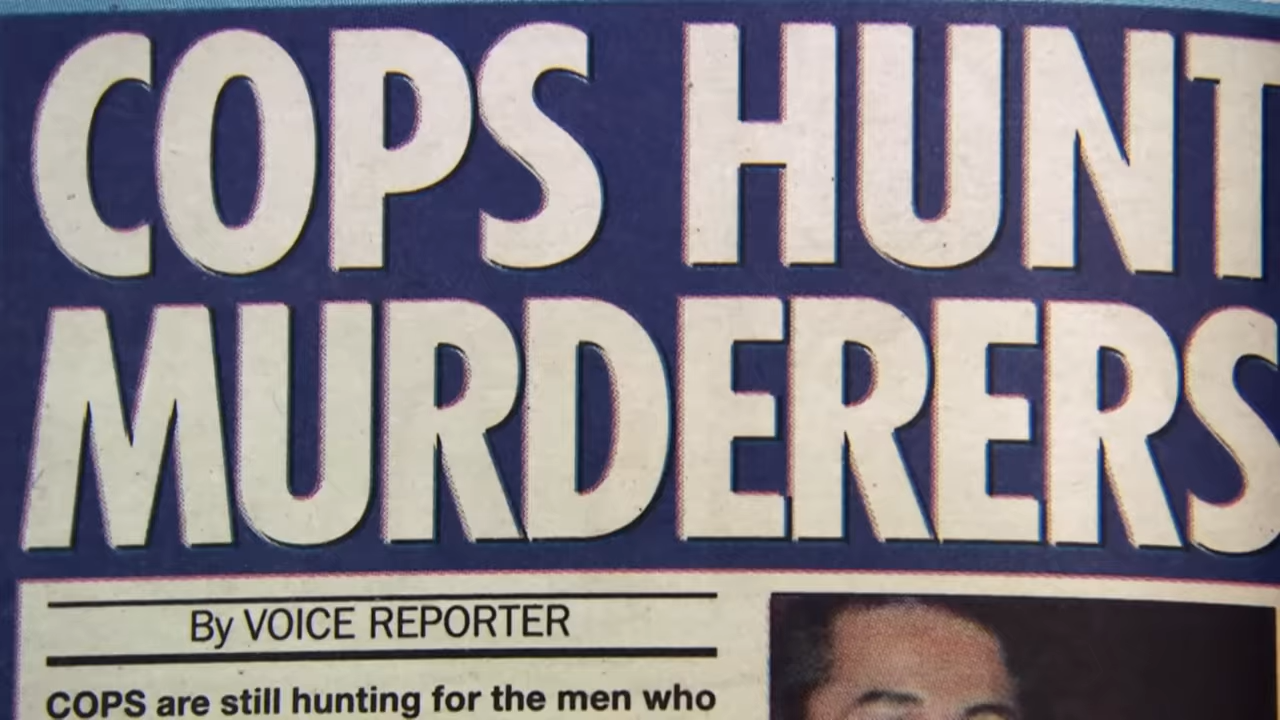 COPS HUNT
MURDERERS
By VOICE REPORTER
COPS are still hunting for the men who